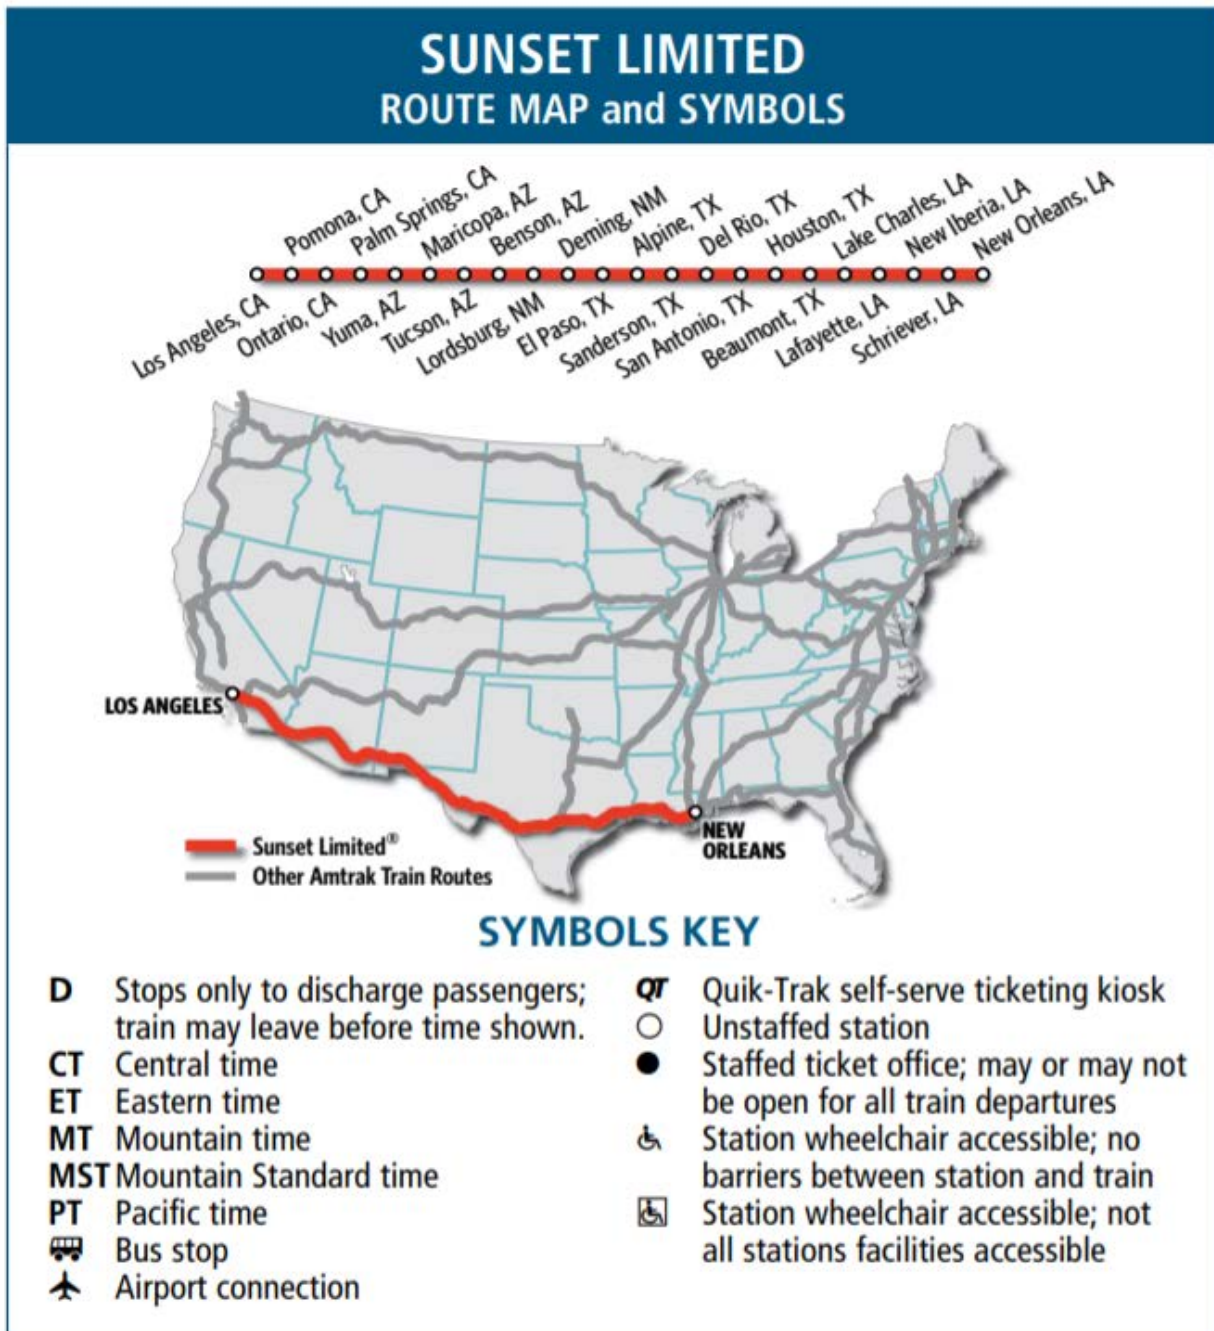 SUNSET LIMITED
ROUTE MAP and SYMBOLS
Pomona, CA
Palm Springs, CA
Maricopa, AZ
Benson, AZ
Deming, NM
Alpine, TX
Del Rio, TX
Houston, TX
Lake Charles, LA
New Iberia, LA
New Orleans, LA
Los Angeles, CA
Ontario, CA
Yuma, AZ
Tucson, AZ
Lordsburg, NM
El Paso, TX
Sanderson, TX
San Antonio, TX
Beaumont, TX
Lafayette, LA
Schriever, LA
LOS ANGELES
NEW
ORLEANS
Sunset Limited®
Other Amtrak Train Routes
SYMBOLS KEY
D Stops only to discharge passengers;
train may leave before time shown.
CT Central time
ET Eastern time
MT Mountain time
MST Mountain Standard time
PT Pacific time
Bus stop
Airport connection
QT Quik-Trak self-serve ticketing kiosk
Unstaffed station
Staffed ticket office; may or may not
be open for all train departures
Station wheelchair accessible; no
barriers between station and train
Station wheelchair accessible; not
all stations facilities accessible